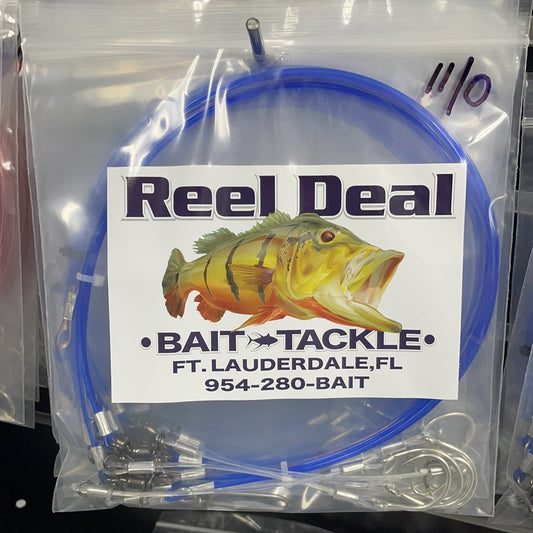 11/0
Reel Deal
• BAIT TACKLE •
FT. LAUDERDALE,FL
954-280-BAIT